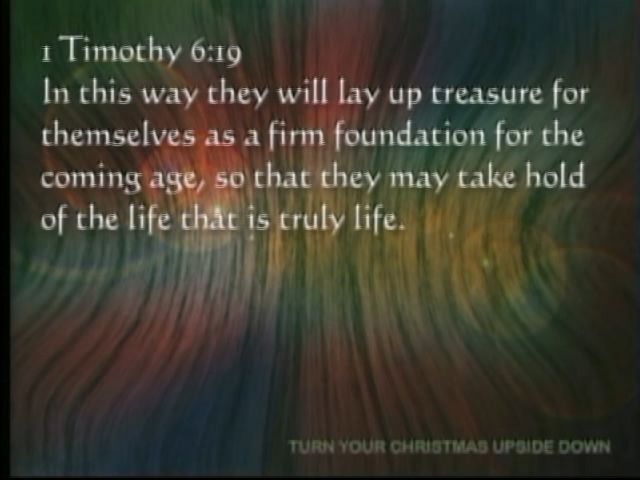 1 Timothy 6:19
In this way they will lay up treasure for
themselves as a firm foundation for the
coming age, so that they may take hold
of the life that is truly life.
TURN YOUR CHRISTMAS UPSIDE DOWN